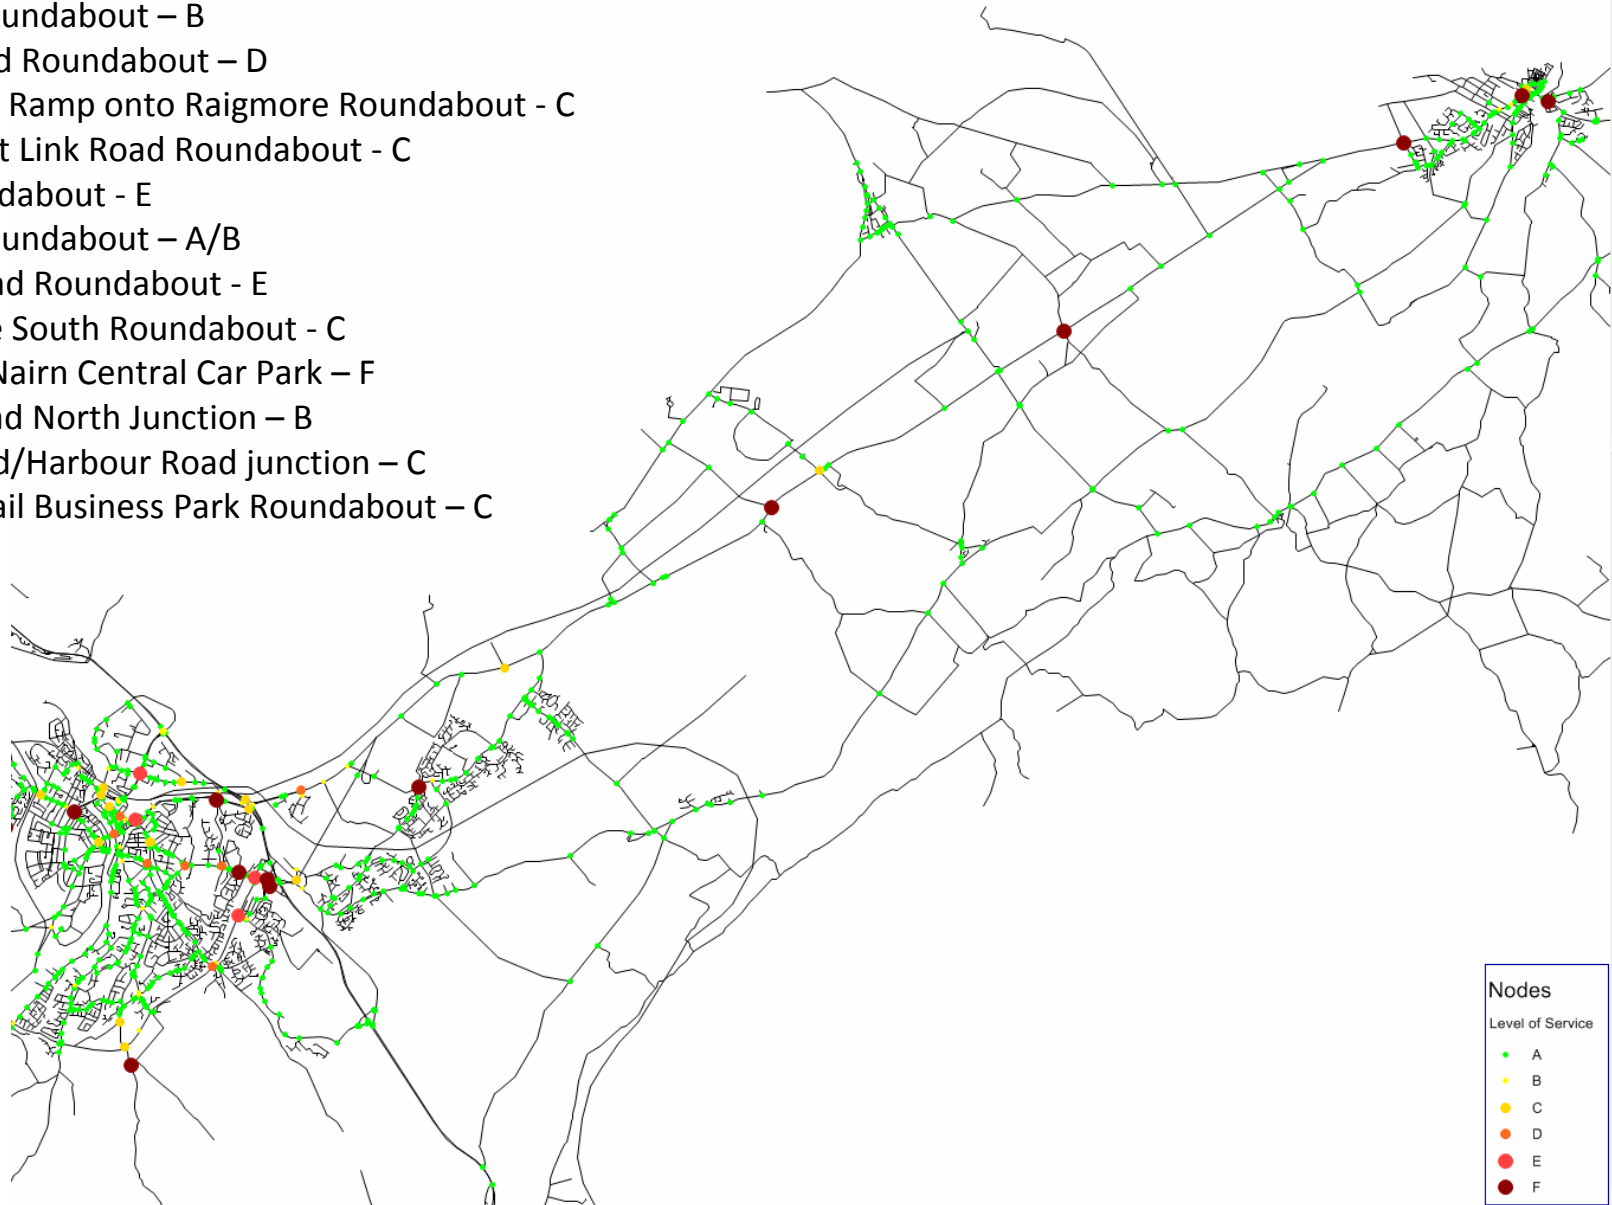 undabout – B
d Roundabout – D
Ramp onto Raigmore Roundabout - C
t Link Road Roundabout - C
dabout - E
undabout – A/B
ad Roundabout - E
e South Roundabout - C
Nairn Central Car Park – F
nd North Junction – B
d/Harbour Road junction – C
ail Business Park Roundabout – C
Nodes
Level of Service
A
B
C
D
E
F